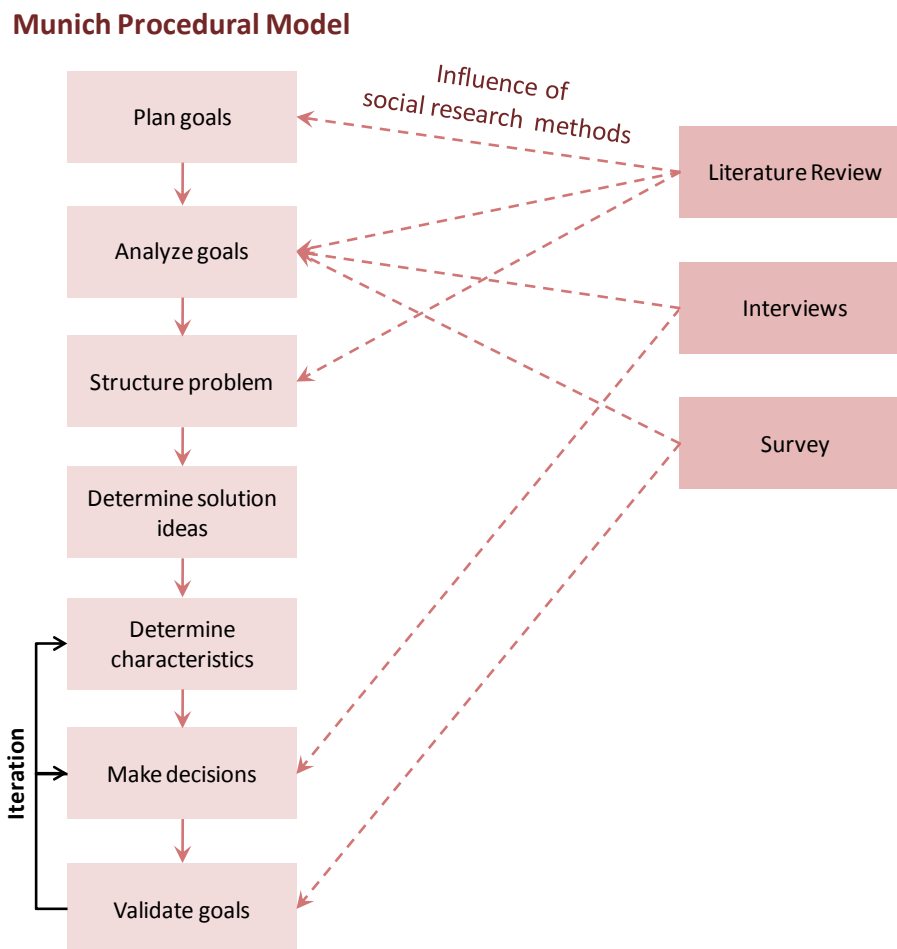 Munich Procedural Model
Influence of
social research methods
Plan goals
Literature Review
Analyze goals
Interviews
Structure problem
Survey
Determine solution
ideas
Determine
characteristics
Make decisions
Iteration
Validate goals